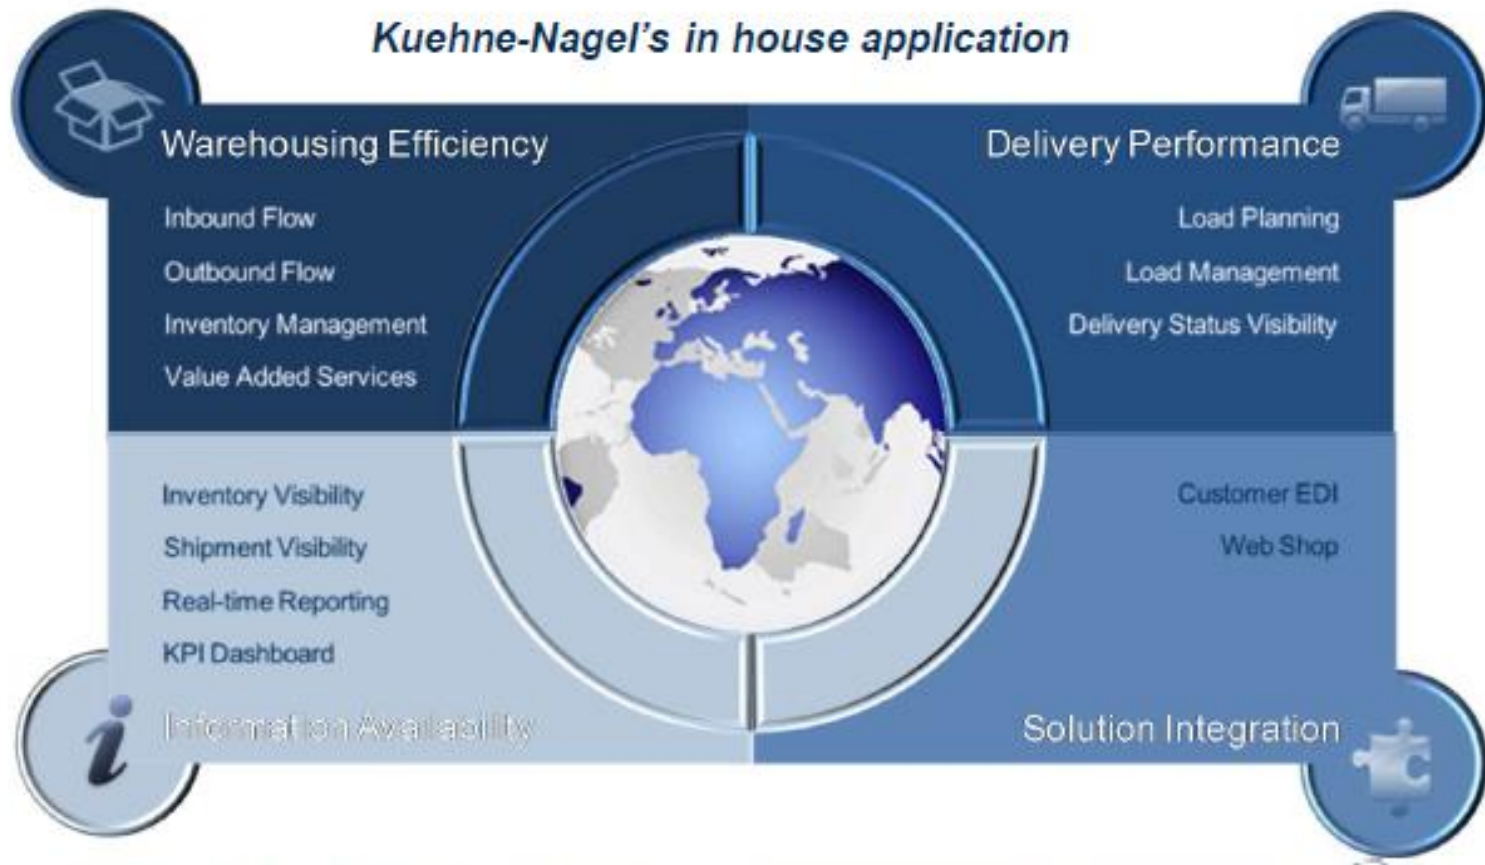 Kuehne-Nagel's in house application
Warehousing Efficiency
Inbound Flow
Outbound Flow
Inventory Management
Value Added Services
Delivery Performance
Load Planning
Load Management
Delivery Status Visibility
Inventory Visibility
Shipment Visibility
Real-time Reporting
KPI Dashboard
Information Availability
Customer EDI
Web Shop
Solution Integration